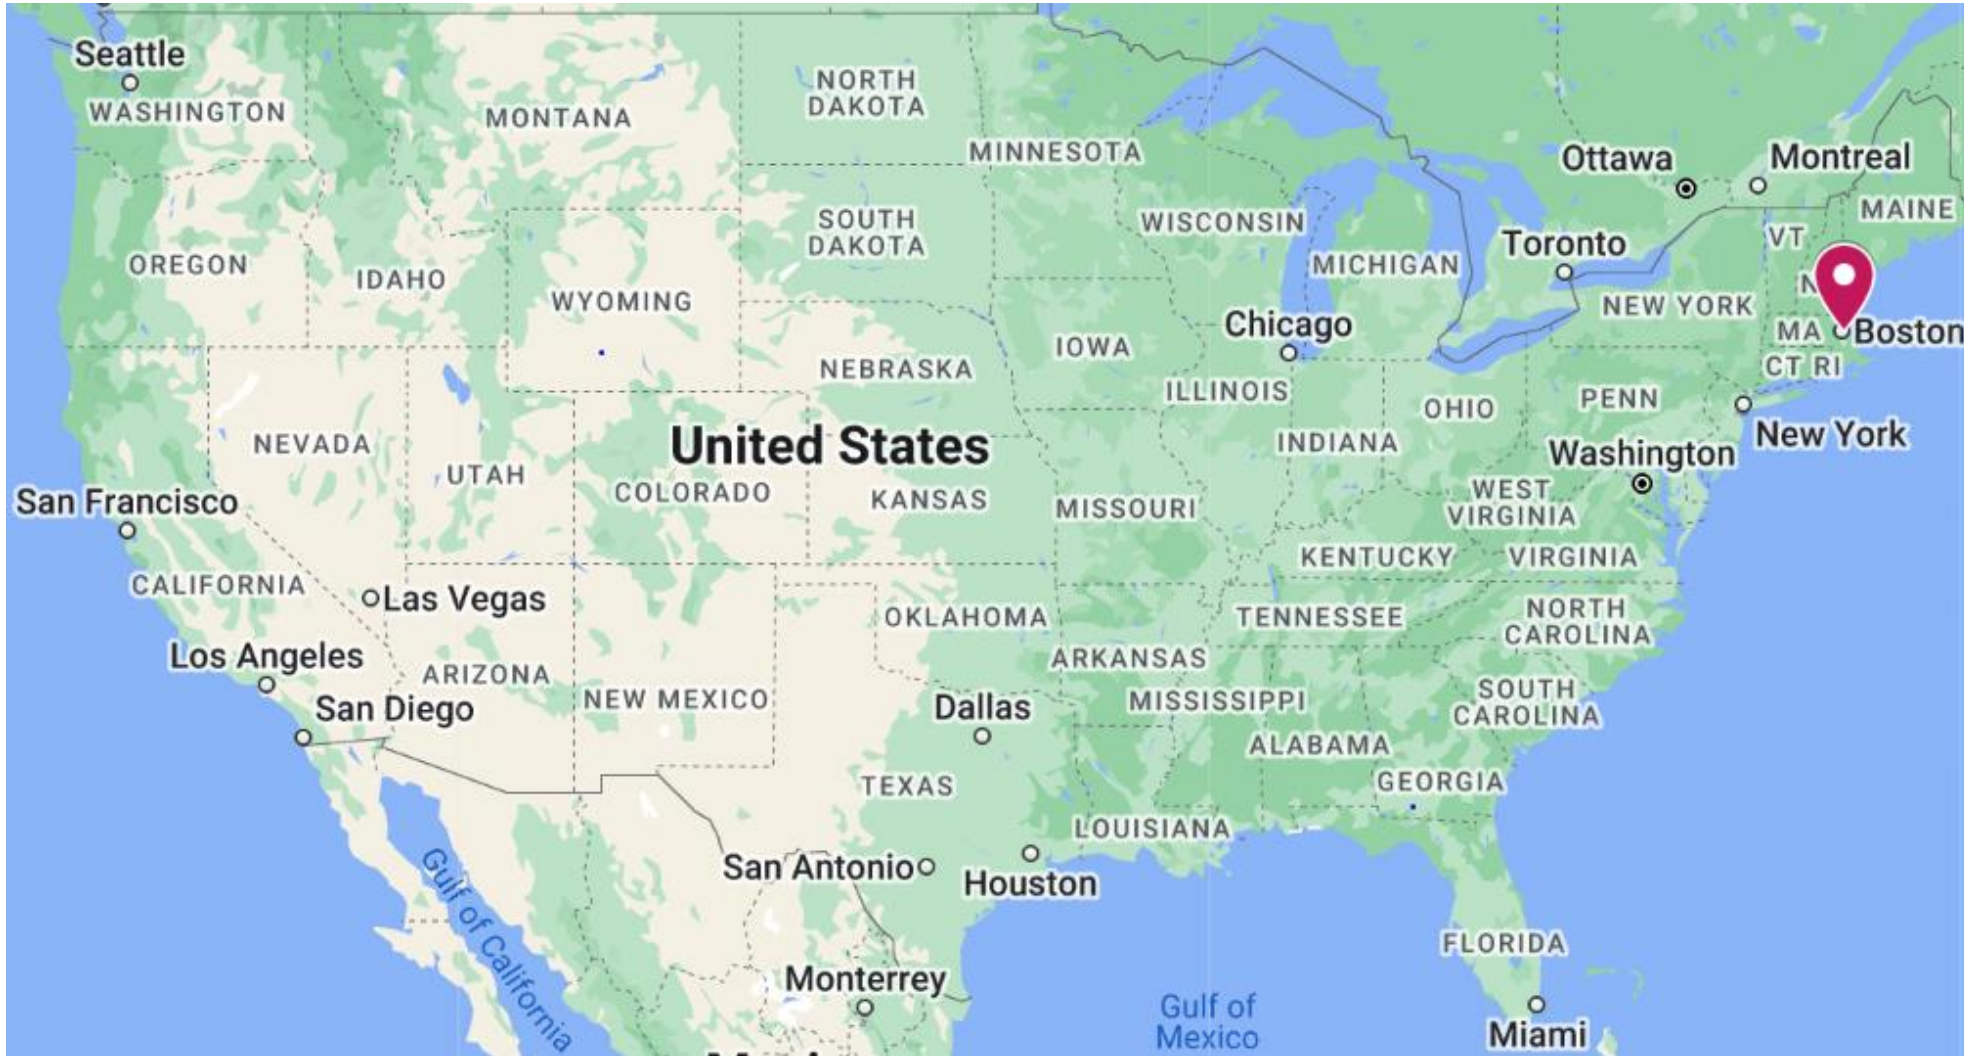 Seattle
WASHINGTON
MONTANA
NORTH
DAKOTA
MINNESOTA
Ottawa
Montreal
MAINE
OREGON
IDAHO
WYOMING
SOUTH
DAKOTA
WISCONSIN
MICHIGAN
Toronto
VT
N
NEW YORK
MA
Boston
CT RI
NEBRASKA
IOWA
Chicago
ILLINOIS
OHIO
PENN
New York
NEVADA
UTAH
United States
COLORADO
KANSAS
MISSOURI
INDIANA
Washington
WEST
VIRGINIA
San Francisco
CALIFORNIA
Las Vegas
KENTUCKY
VIRGINIA
OKLAHOMA
TENNESSEE
NORTH
CAROLINA
Los Angeles
ARIZONA
NEW MEXICO
ARKANSAS
San Diego
Dallas
MISSISSIPPI
SOUTH
CAROLINA
ALABAMA
TEXAS
GEORGIA
LOUISIANA
San Antonio
Houston
Gulf of California
FLORIDA
Monterrey
Gulf of
Mexico
Miami